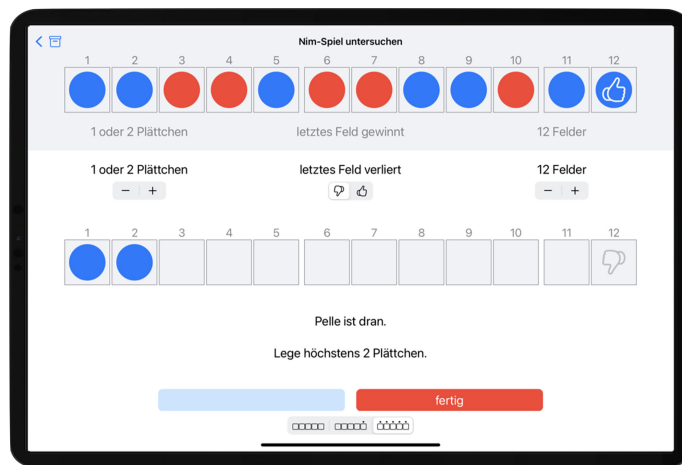 Nim-Spiel untersuchen
1 2 3 4 5 6 7 8 9 10 11 12
1 oder 2 Plättchen letztes Feld gewinnt 12 Felder
1 oder 2 Plättchen letztes Feld verliert 12 Felder
− + − +
1 2 3 4 5 6 7 8 9 10 11 12
Pelle ist dran.
Lege höchstens 2 Plättchen.
fertig